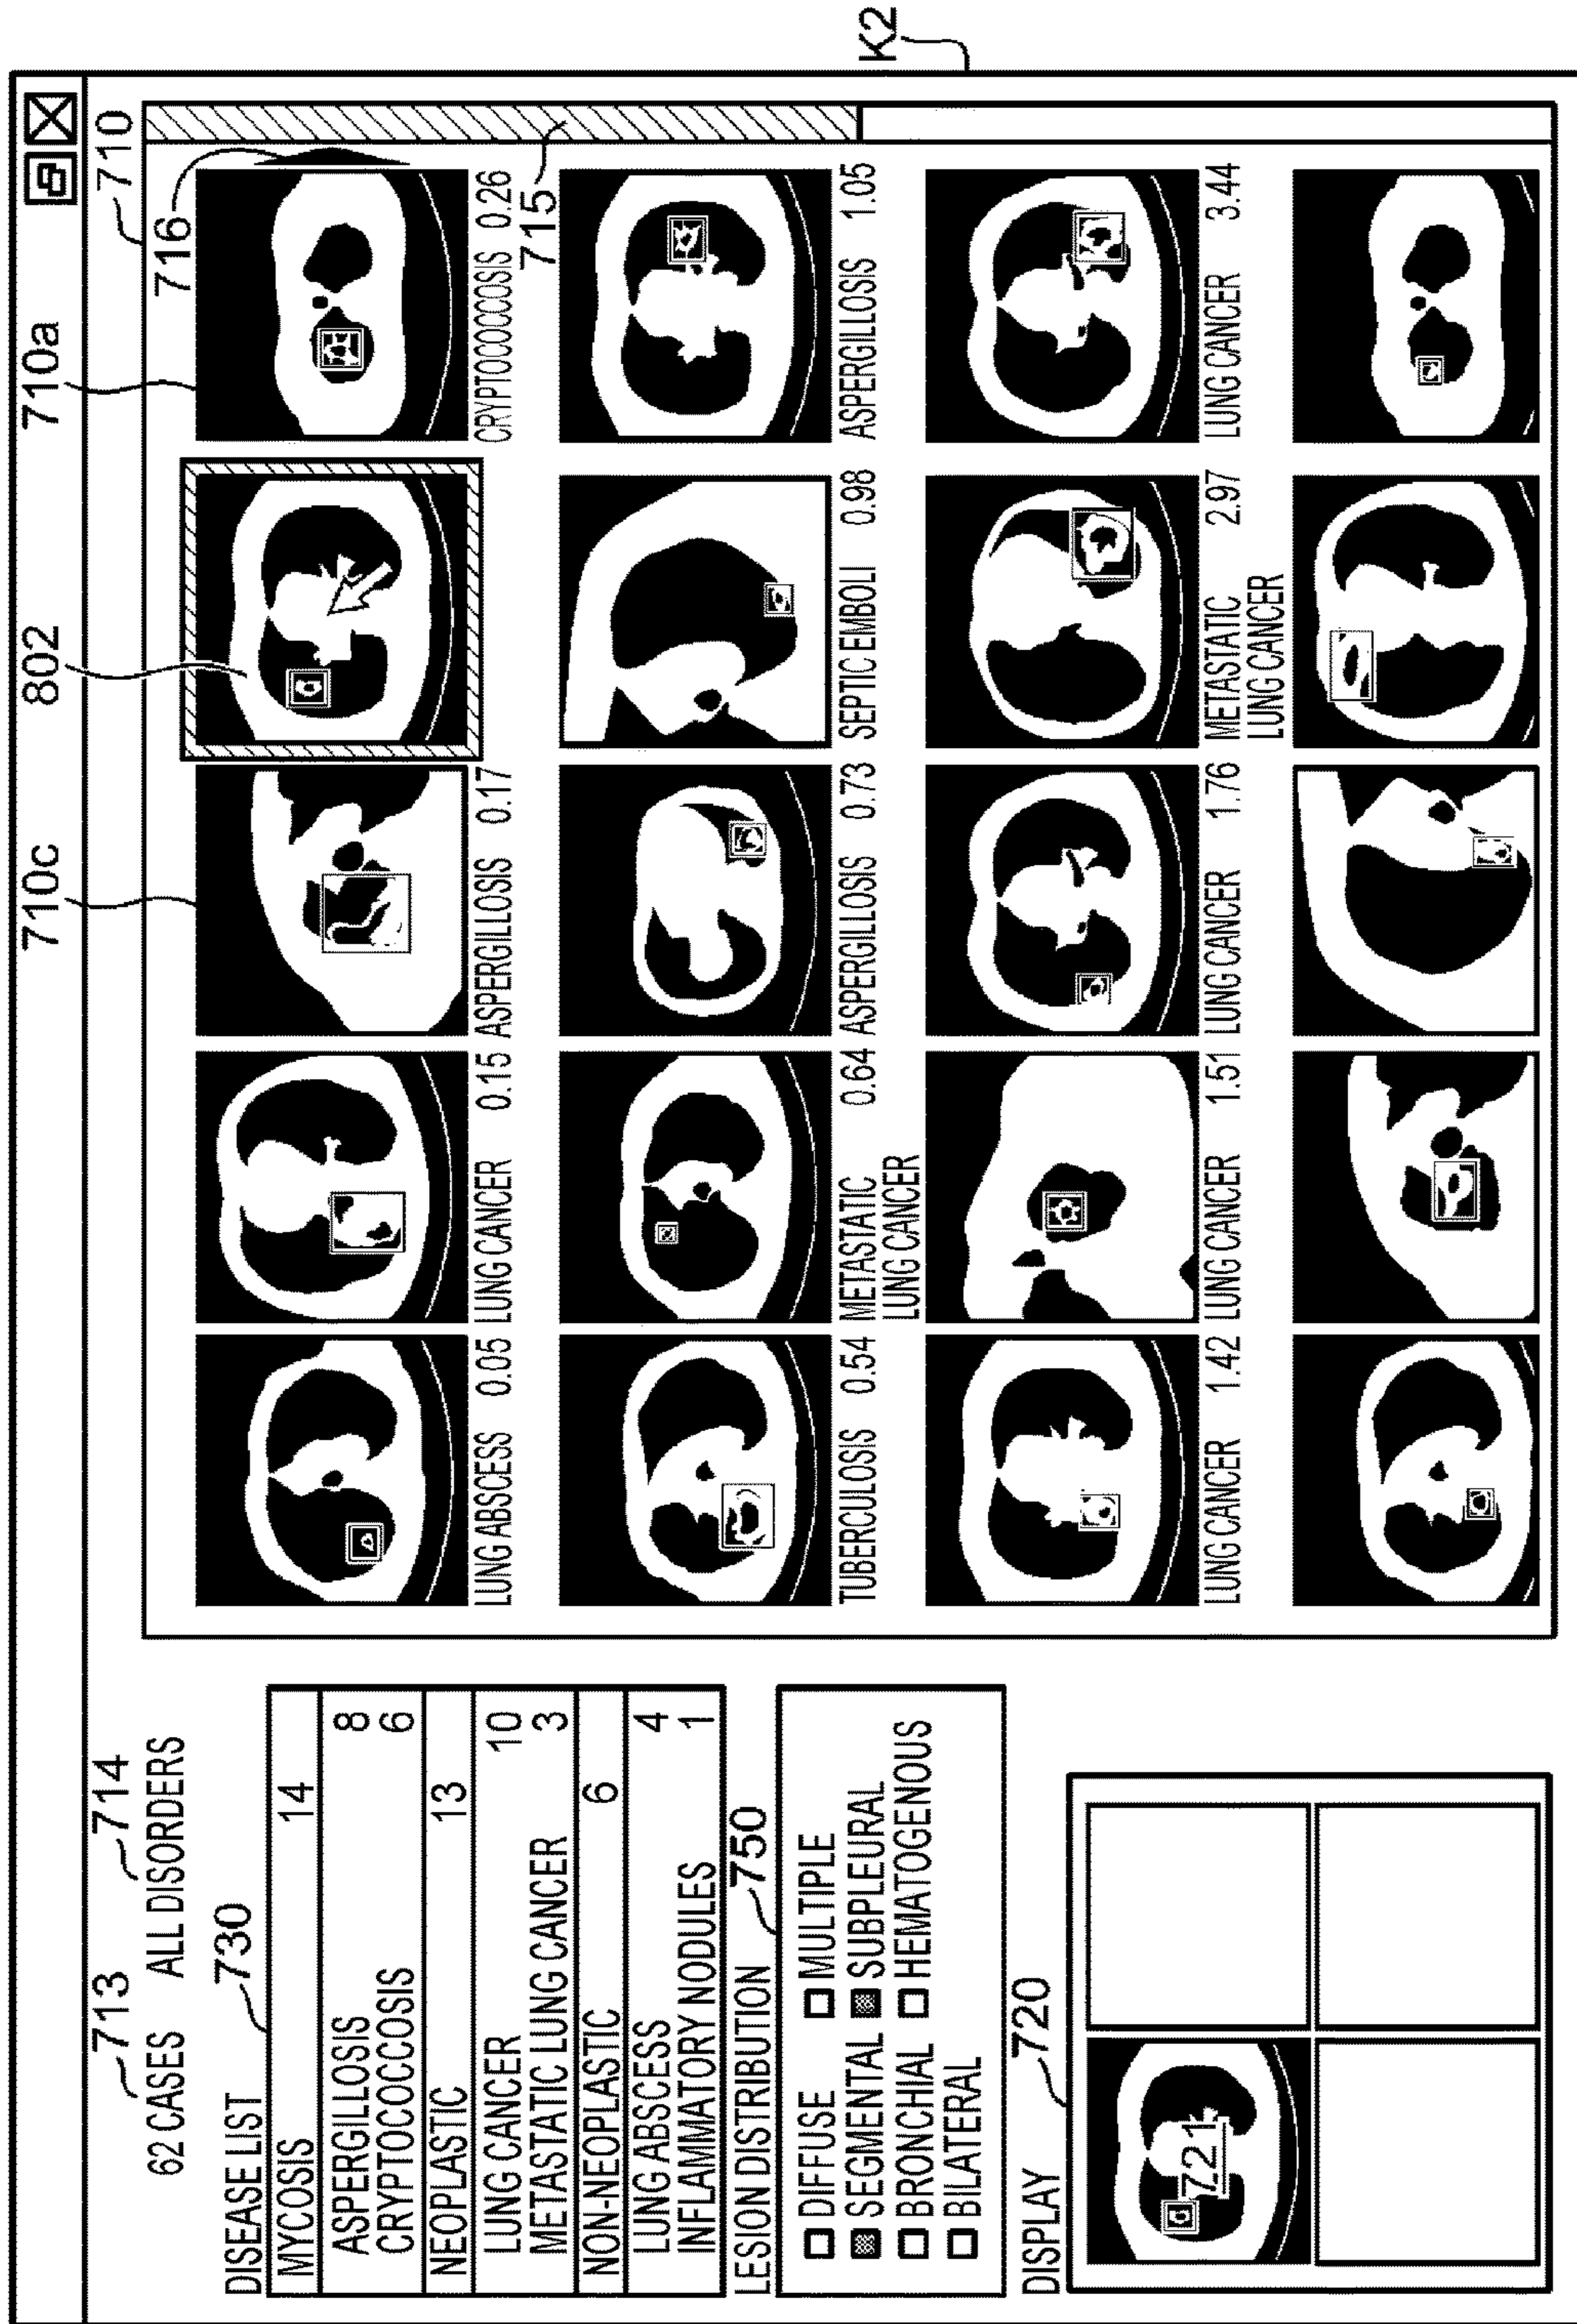 710c 802 710a
713 714
62 CASES ALL DISORDERS
DISEASE LIST 730
MYCOSIS 14
ASPERGILLOSIS 8
CRYPTOCOCCOSIS 6
NEOPLASTIC 13
LUNG CANCER 10
METASTATIC LUNG CANCER 3
NON-NEOPLASTIC 6
LUNG ABSCESS 4
INFLAMMATORY NODULES 1
LESION DISTRIBUTION 750
DIFFUSE MULTIPLE
SEGMENTAL SUBPLEURAL
BRONCHIAL HEMATOGENOUS
BILATERAL
DISPLAY 720
721
710
716
LUNG ABSCESS 0.05 LUNG CANCER 0.15 ASPERGILLOSIS 0.17 CRYPTOCOCCOSIS 0.26
715
TUBERCULOSIS 0.54 METASTATIC 0.64 ASPERGILLOSIS 0.73 SEPTIC EMBOLI 0.98 ASPERGILLOSIS 1.05
LUNG CANCER
LUNG CANCER 1.42 LUNG CANCER 1.51 LUNG CANCER 1.76 METASTATIC 2.97 LUNG CANCER 3.44
LUNG CANCER
K2